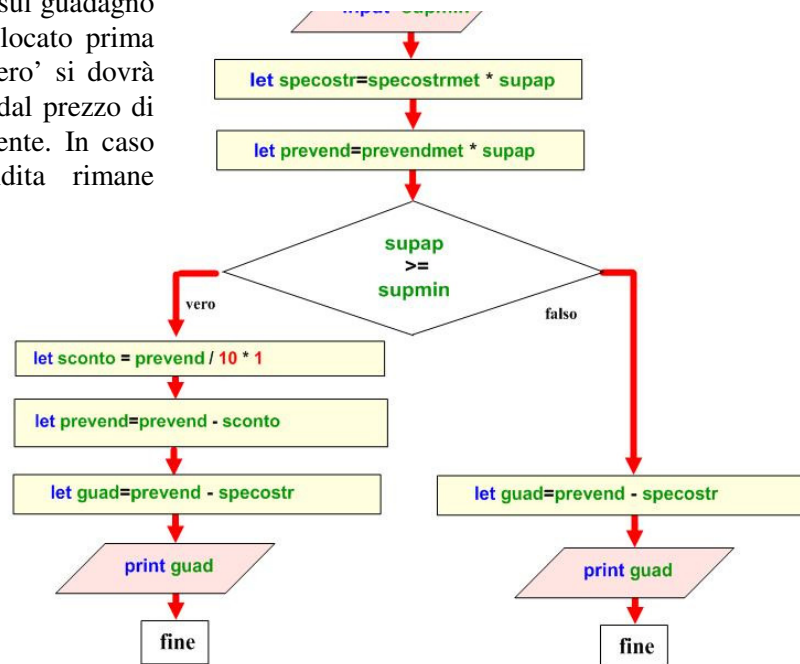 sul guadagno
locato prima
ero’ si dovrà
dal prezzo di
ente. In caso
dita rimane
input supmin
let specostr=specostrmet * supap
let prevend=prevendmet * supap
supap
>=
supmin
vero
falso
let sconto = prevend / 10 * 1
let prevend=prevend - sconto
let guad=prevend - specostr
print guad
fine
let guad=prevend - specostr
print guad
fine